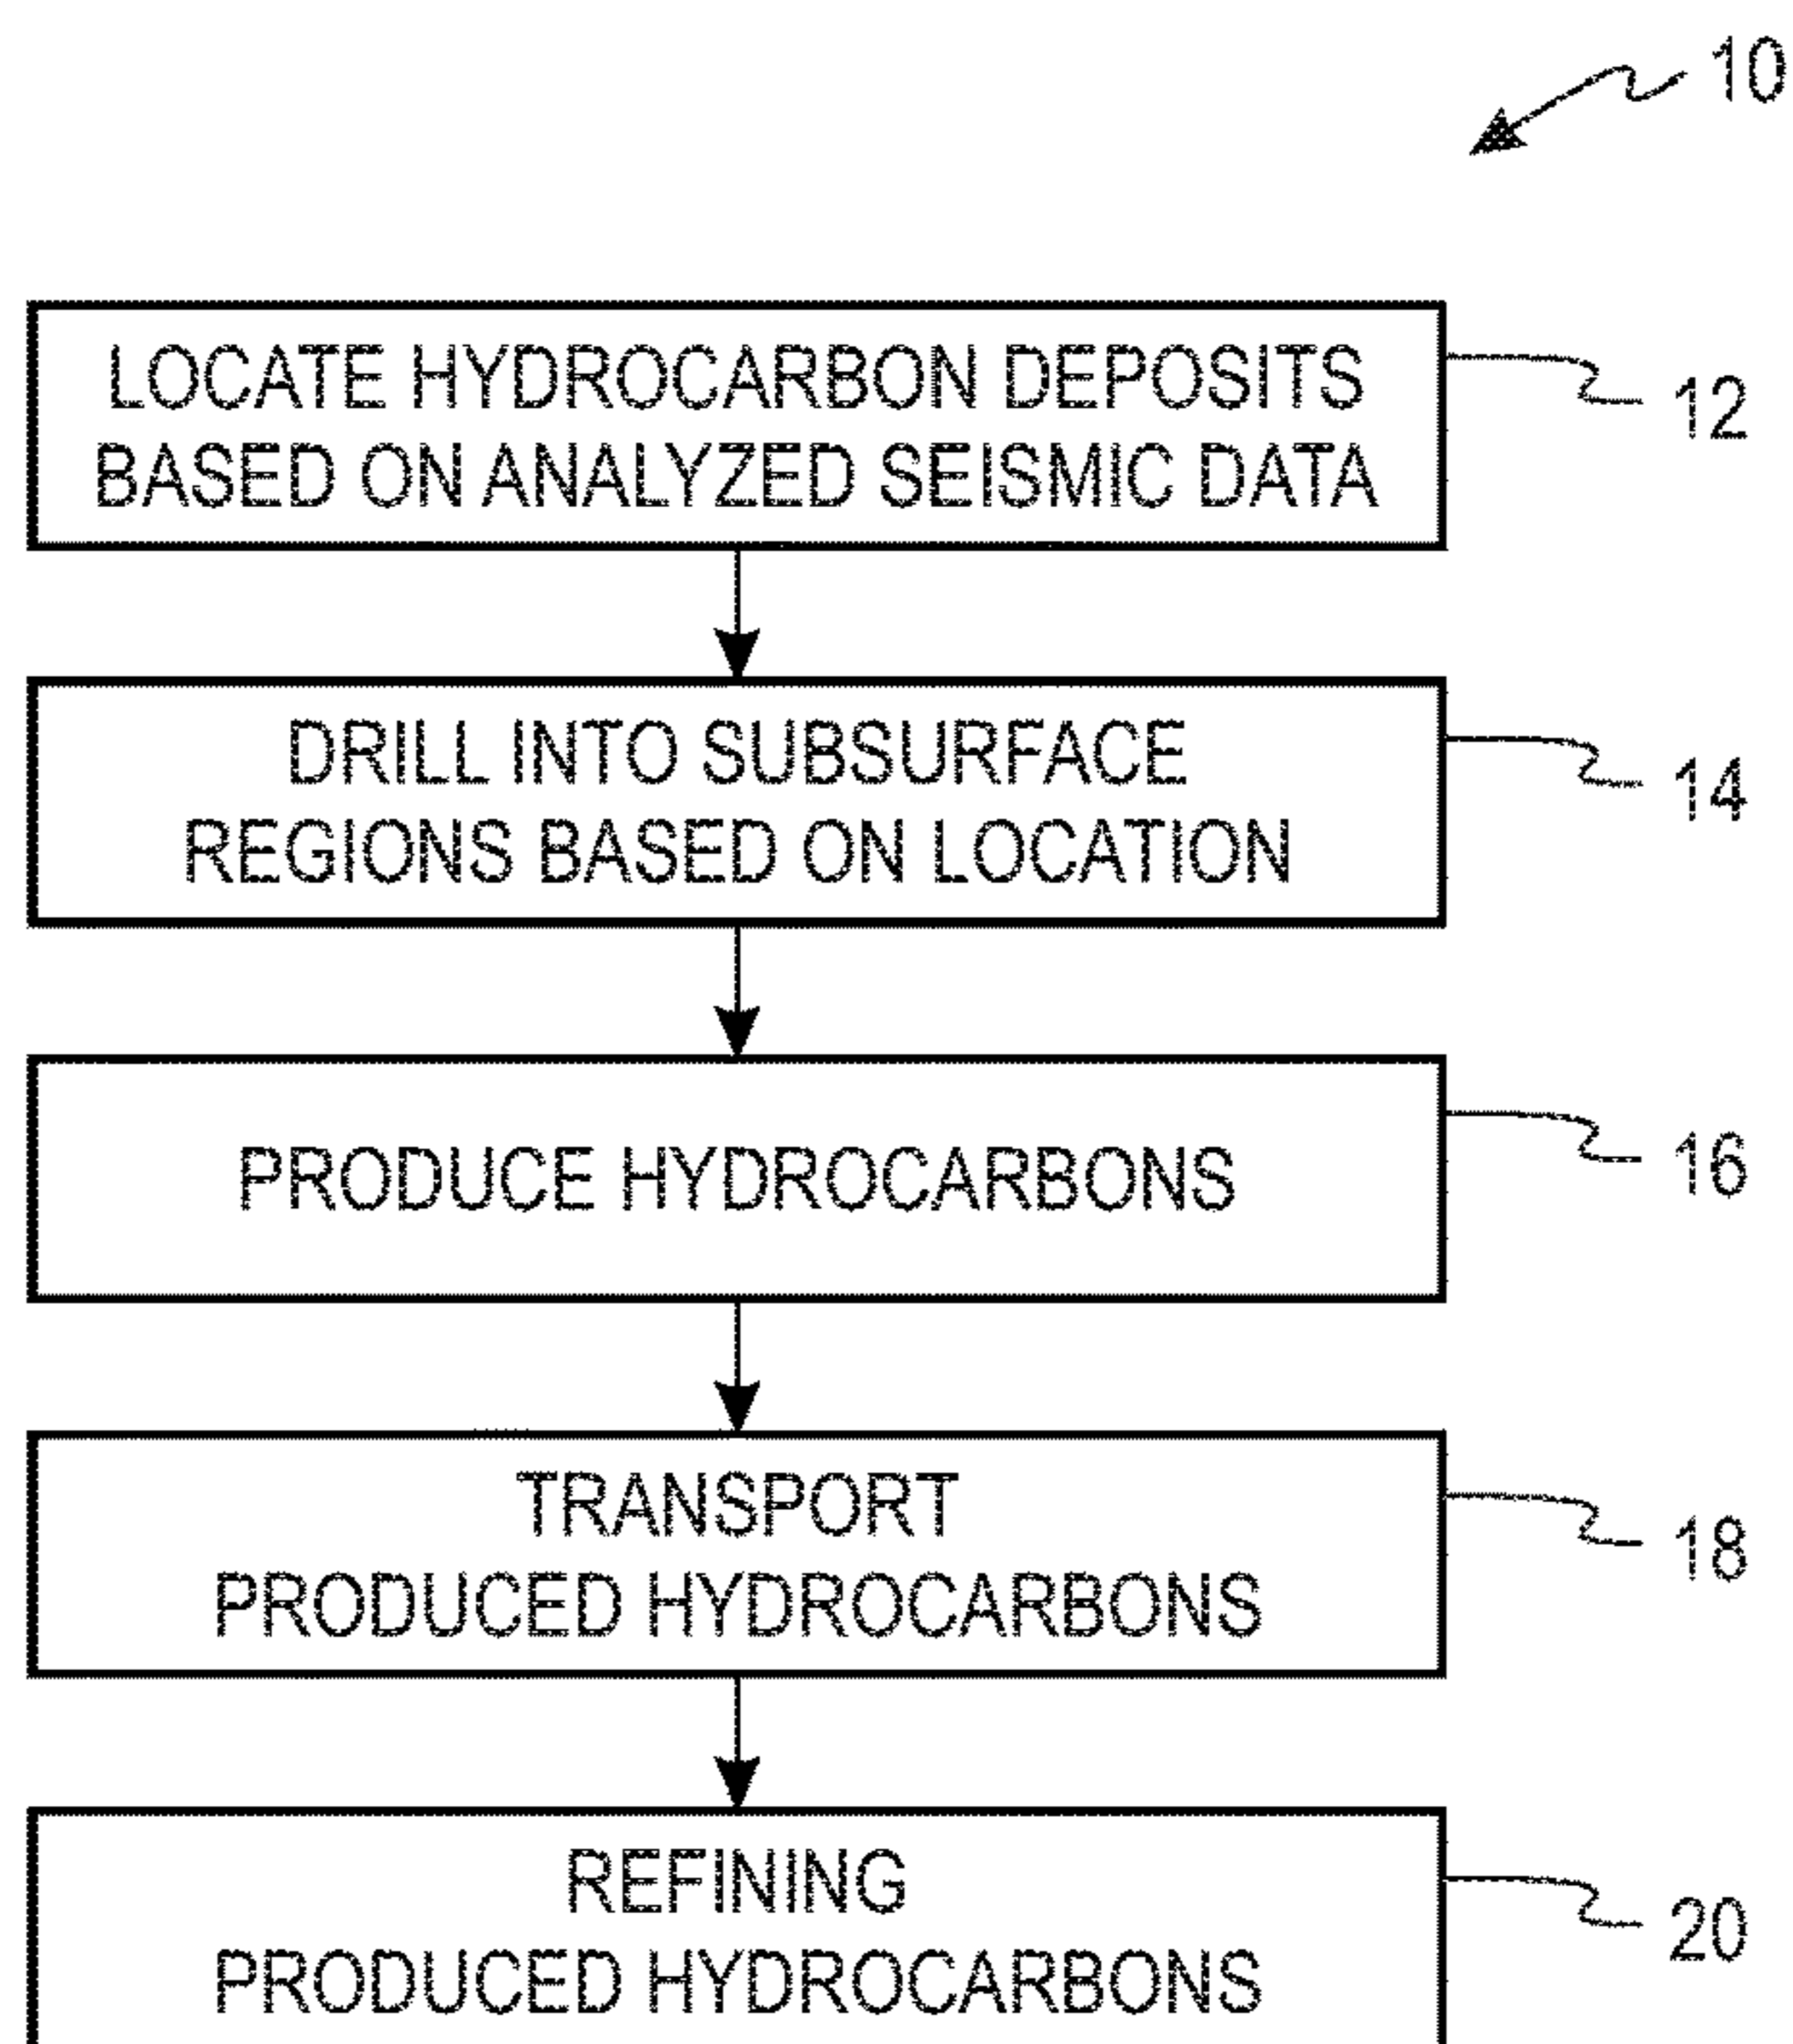 10
LOCATE HYDROCARBON DEPOSITS
BASED ON ANALYZED SEISMIC DATA
12
DRILL INTO SUBSURFACE
REGIONS BASED ON LOCATION
14
PRODUCE HYDROCARBONS
16
TRANSPORT
PRODUCED HYDROCARBONS
18
REFINING
PRODUCED HYDROCARBONS
20